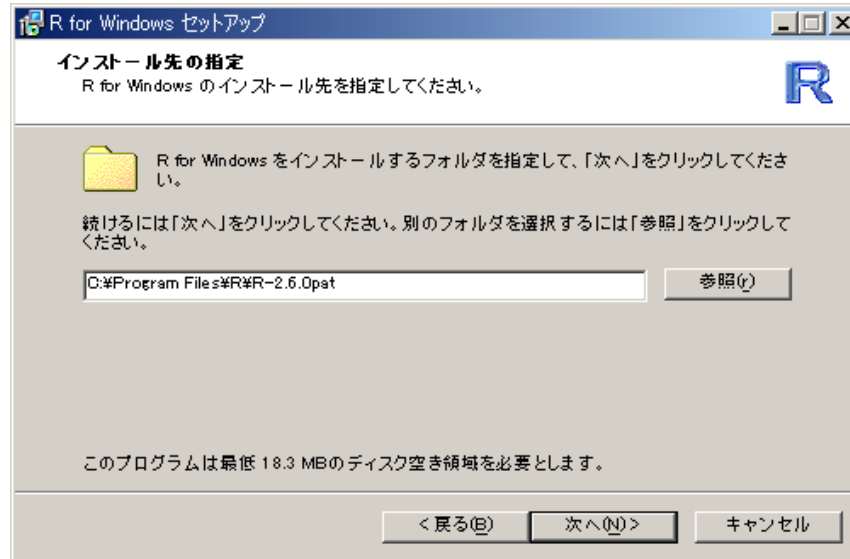 R for Windows セットアップ
インストール先の指定
R for Windows のインストール先を指定してください。
R
R for Windows をインストールするフォルダを指定して、「次へ」をクリックしてくださ
い。
続けるには「次へ」をクリックしてください。別のフォルダを選択するには「参照」をクリックして
ください。
C:¥Program Files¥R¥R-2.6.0pat
参照(r)
このプログラムは最低 18.3 MBのディスク空き領域を必要とします。
< 戻る(B)
次へ(N) >
キャンセル